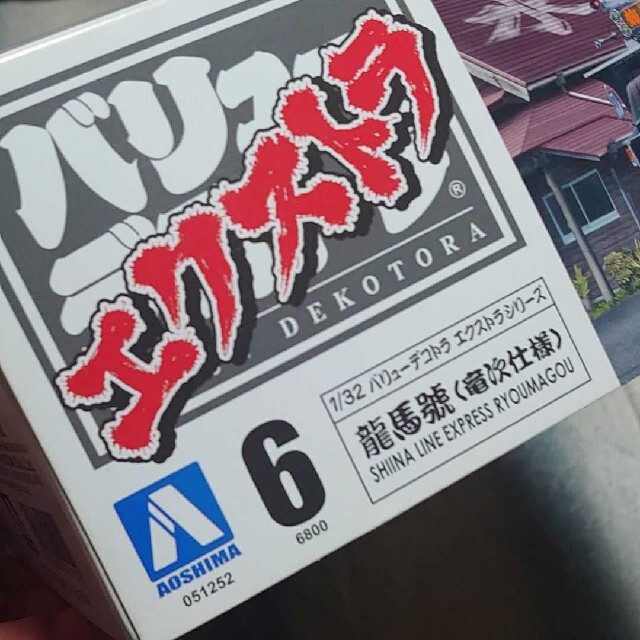 バリュー
デコトラ
エクストラ
®
DEKOTORA
1/32 バリューデコトラ エクストラシリーズ
龍馬號〈竜次仕様〉
SHIINA LINE EXPRESS RYOUMAGOU
6
6800
AOSHIMA
051252